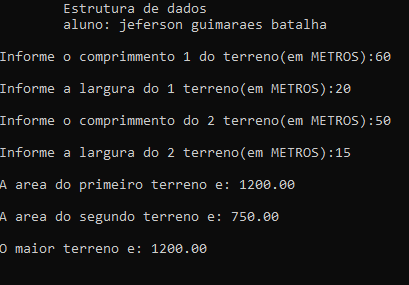 Estrutura de dados
aluno: jeferson guimaraes batalha
Informe o comprimmento 1 do terreno(em METROS):60
Informe a largura do 1 terreno(em METROS):20
Informe o comprimmento do 2 terreno(em METROS):50
Informe a largura do 2 terreno(em METROS):15
A area do primeiro terreno e: 1200.00
A area do segundo terreno e: 750.00
O maior terreno e: 1200.00